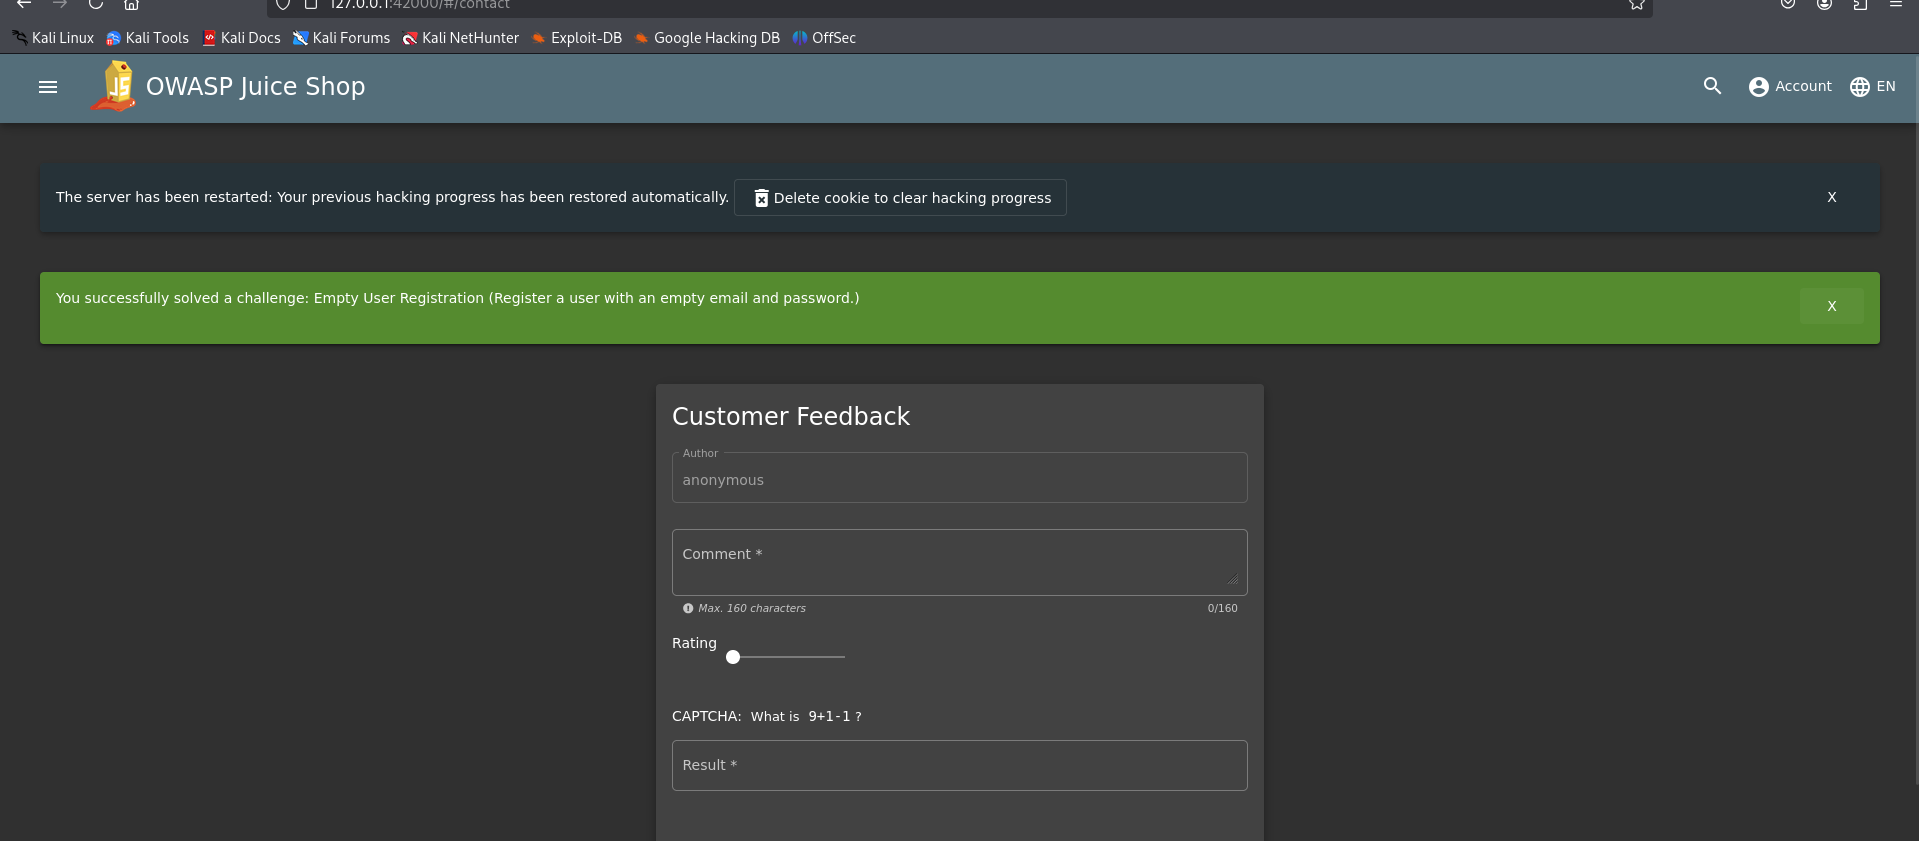 127.0.0.1:42000/#/contact
Kali Linux Kali Tools Kali Docs Kali Forums Kali NetHunter Exploit-DB Google Hacking DB OffSec
JS OWASP Juice Shop Account EN
The server has been restarted: Your previous hacking progress has been restored automatically. Delete cookie to clear hacking progress X
You successfully solved a challenge: Empty User Registration (Register a user with an empty email and password.) X
Customer Feedback
Author
anonymous
Comment *
Max. 160 characters 0/160
Rating
CAPTCHA: What is 9+1-1 ?
Result *